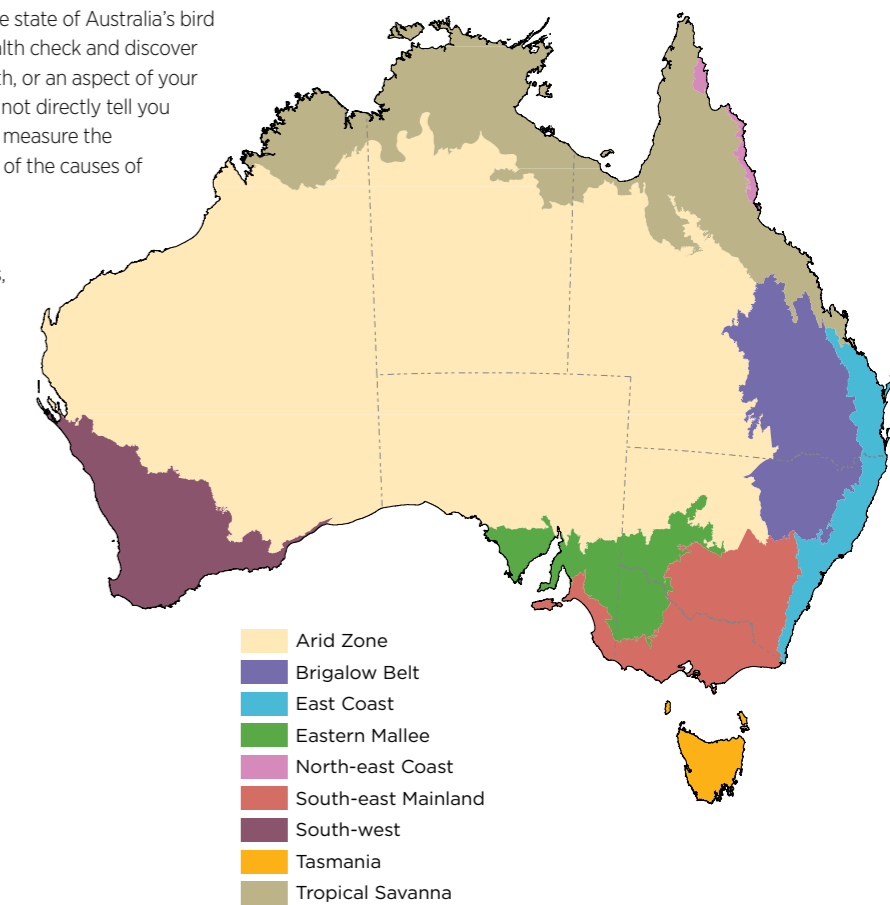 e state of Australia's bird
alth check and discover
th, or an aspect of your
not directly tell you
measure the
of the causes of
s,
Arid Zone
Brigalow Belt
East Coast
Eastern Mallee
North-east Coast
South-east Mainland
South-west
Tasmania
Tropical Savanna